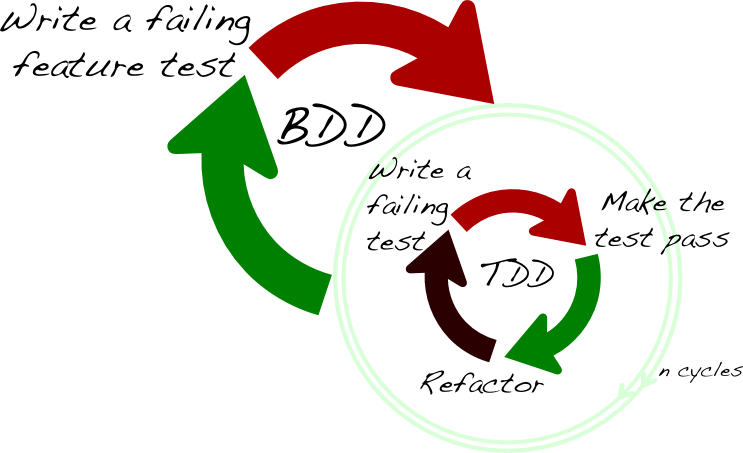 Write a failing
feature test
BDD
Write a
failing
test
Make the
test pass
TDD
Refactor
n cycles